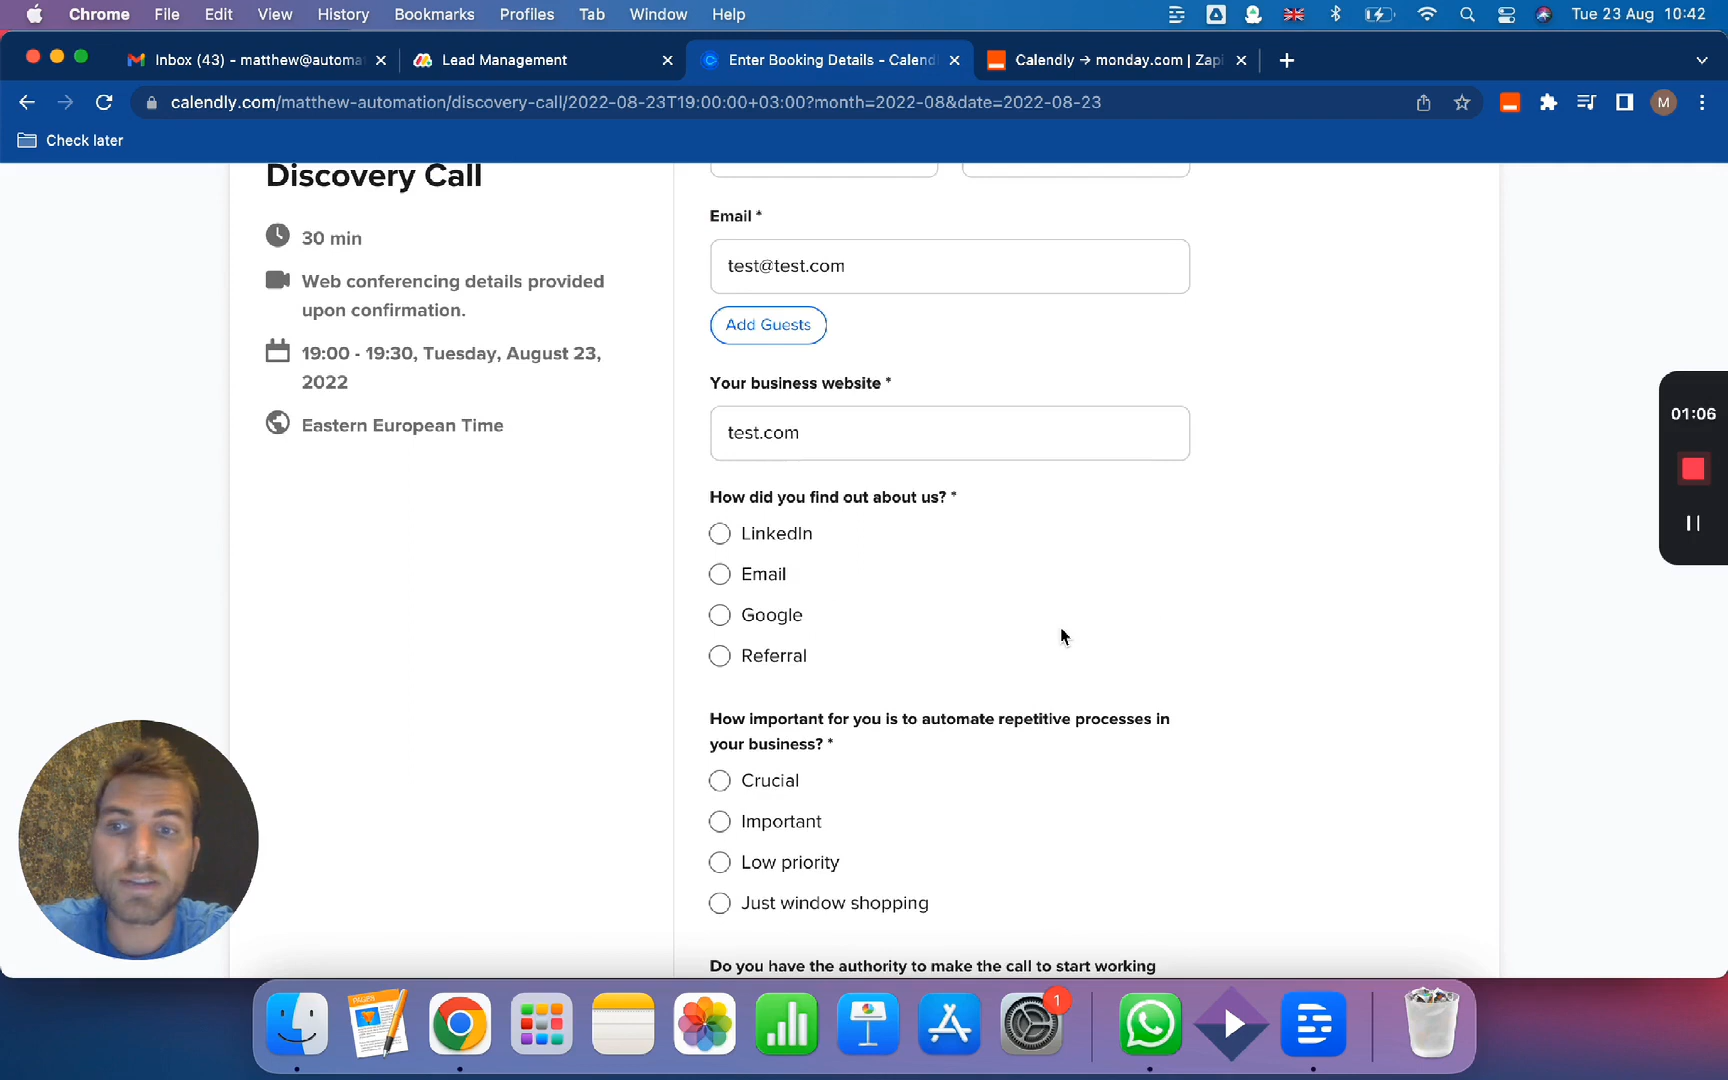 Chrome File Edit View History Bookmarks Profiles Tab Window Help Tue 23 Aug 10:42
Inbox (43) - matthew@automa Lead Management Enter Booking Details - Calend Calendly → monday.com | Zapi
calendly.com/matthew-automation/discovery-call/2022-08-23T19:00:00+03:00?month=2022-08&date=2022-08-23 M
Check later
Discovery Call
30 min
Web conferencing details provided
upon confirmation.
19:00 - 19:30, Tuesday, August 23,
2022
Eastern European Time
Email *
test@test.com
Add Guests
Your business website *
test.com
How did you find out about us? *
LinkedIn
Email
Google
Referral
How important for you is to automate repetitive processes in
your business? *
Crucial
Important
Low priority
Just window shopping
Do you have the authority to make the call to start working
01:06
PAGES
1